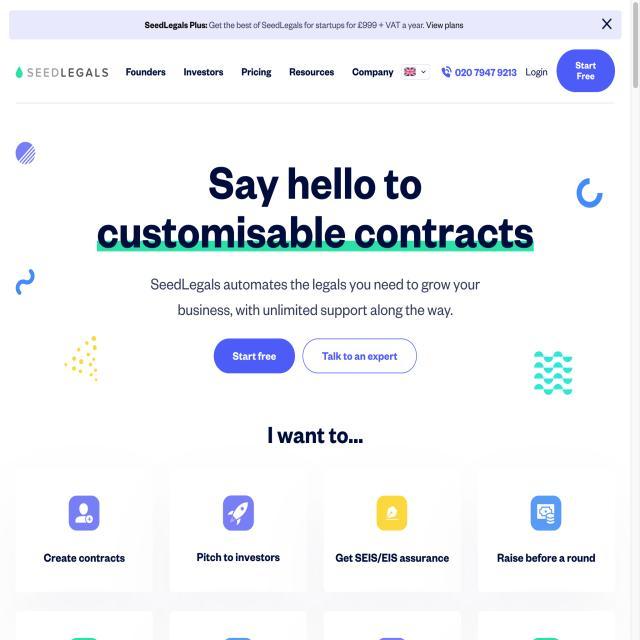 SeedLegals Plus: Get the best of SeedLegals for startups for £999 + VAT a year. View plans
SEEDLEGALS
Founders
Investors
Pricing
Resources
Company
020 7947 9213
Login
Start
Free
Say hello to
customisable contracts
SeedLegals automates the legals you need to grow your
business, with unlimited support along the way.
Start free
Talk to an expert
I want to...
Create contracts
Pitch to investors
Get SEIS/EIS assurance
Raise before a round